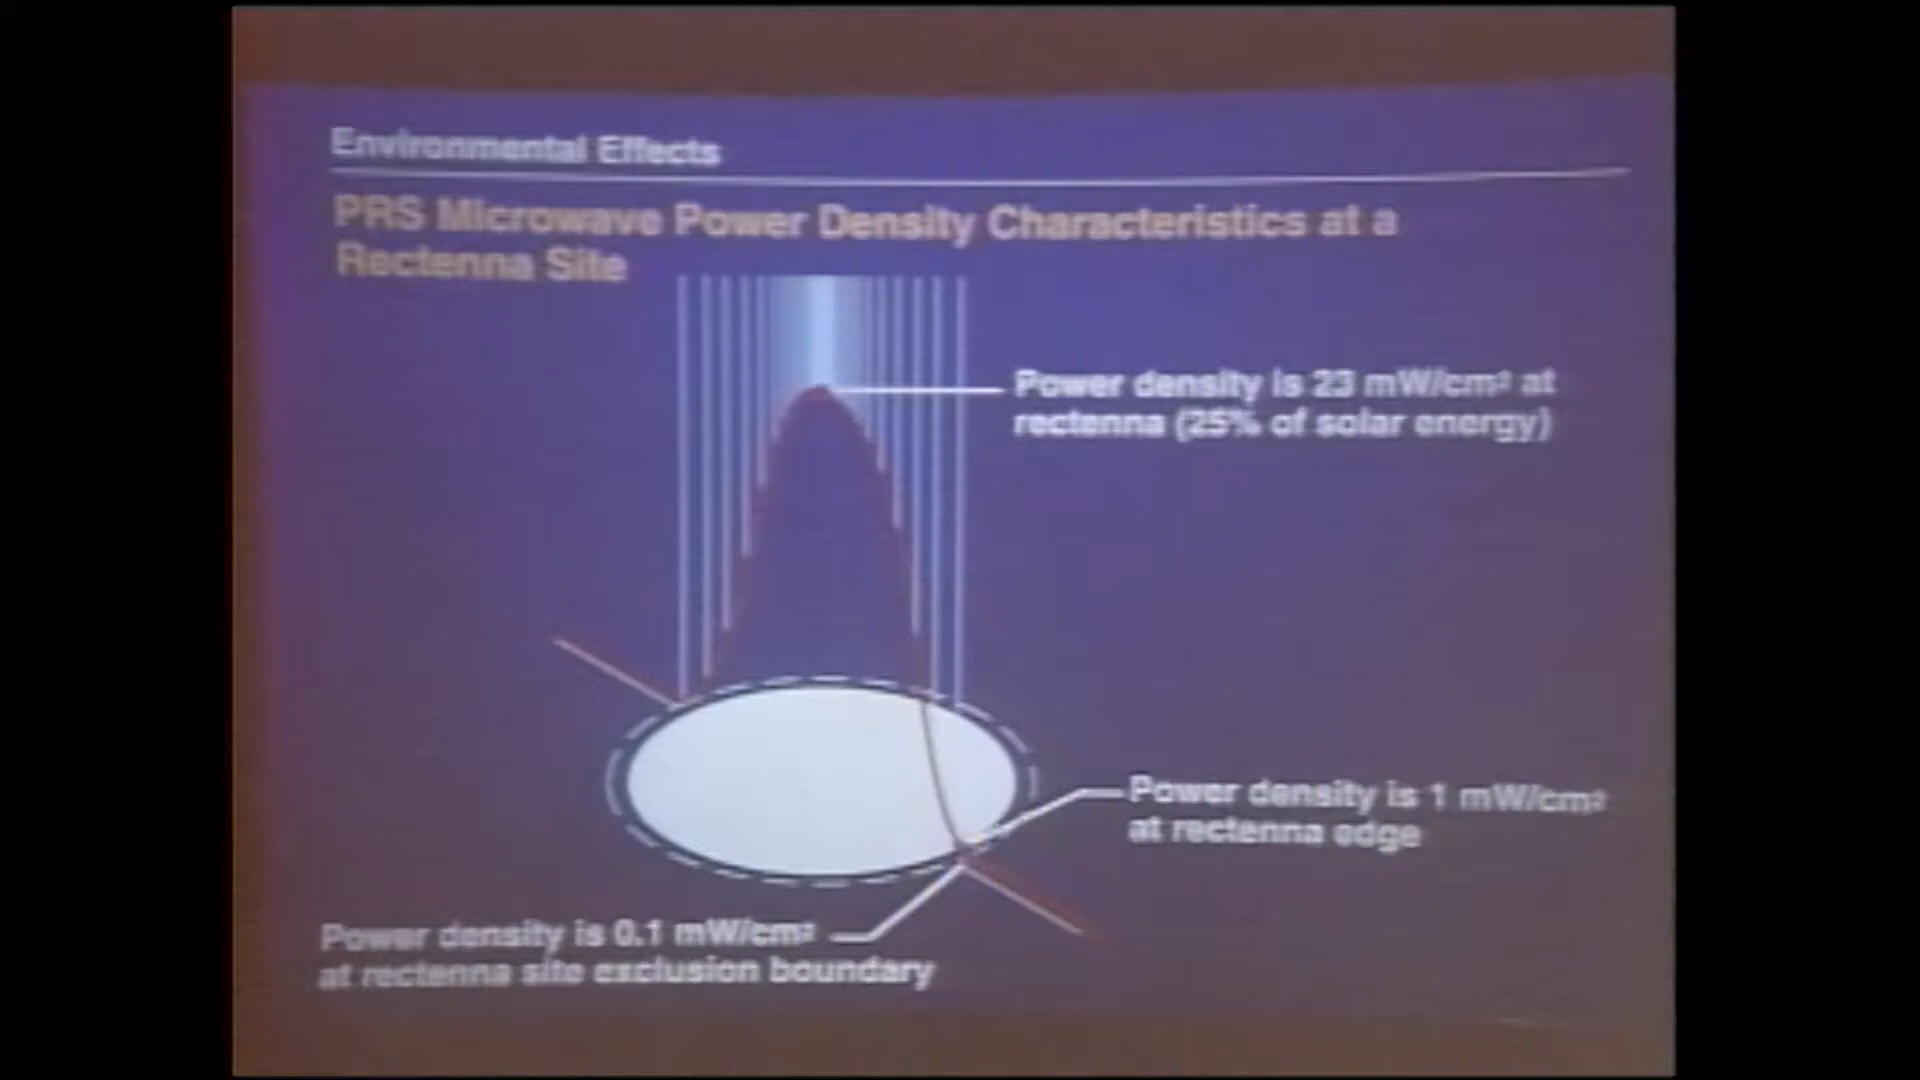 Environmental Effects
PRS Microwave Power Density Characteristics at a
Rectenna Site
Power density is 23 mW/cm² at
rectenna (25% of solar energy)
Power density is 1 mW/cm²
at rectenna edge
Power density is 0.1 mW/cm²
at rectenna site exclusion boundary